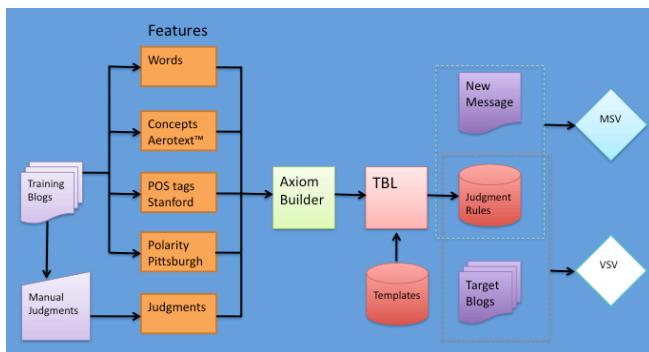 Features
Words
Concepts
Aerotext™
POS tags
Stanford
Polarity
Pittsburgh
Judgments
Training
Blogs
Manual
Judgments
Axiom
Builder
TBL
Templates
New
Message
Judgment
Rules
Target
Blogs
MSV
VSV